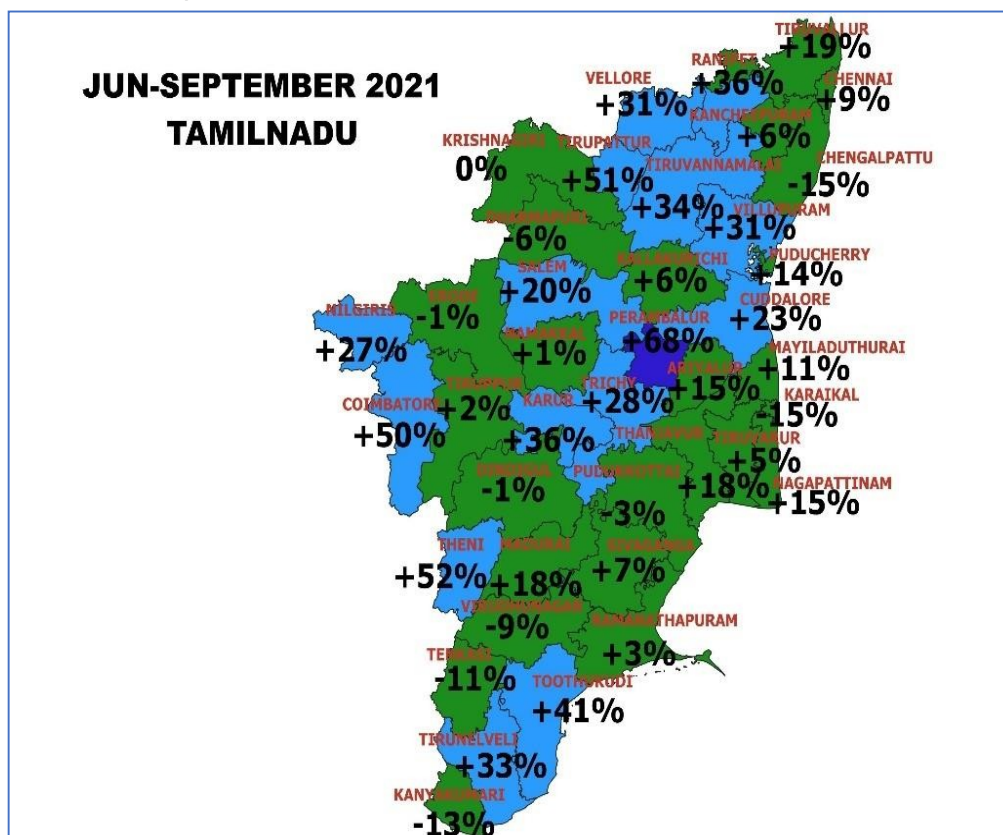 JUN-SEPTEMBER 2021
TAMILNADU
TIRUVALLUR
+19%
RANIPET
+36%
VELLORE
+31%
CHENNAI
+9%
KANCHEEPURAM
+6%
KRISHNAGIRI
0%
TIRUPATTUR
+51%
TIRUVANNAMALAI
+34%
CHENGALPATTU
-15%
VILLUPURAM
+31%
DHARMAPURI
-6%
KALLAKURICHI
+6%
PUDUCHERRY
+14%
SALEM
+20%
NILGIRIS
+27%
ERODE
-1%
CUDDALORE
+23%
PERAMBALUR
+68%
NAMAKKAL
+1%
MAYILADUTHURAI
+11%
ARIYALUR
+15%
TRICHY
+28%
KARAIKAL
-15%
TIRUPPUR
+2%
COIMBATORE
+50%
KARUR
+36%
THANJAVUR
+18%
TIRUVARUR
+5%
NAGAPATTINAM
+15%
DINDIGUL
-1%
PUDUKKOTTAI
-3%
THENI
+52%
MADURAI
+18%
SIVAGANGA
+7%
VIRUDHUNAGAR
-9%
RAMANATHAPURAM
+3%
TENKASI
-11%
TOOTHUKUDI
+41%
TIRUNELVELI
+33%
KANYAKUMARI
-13%